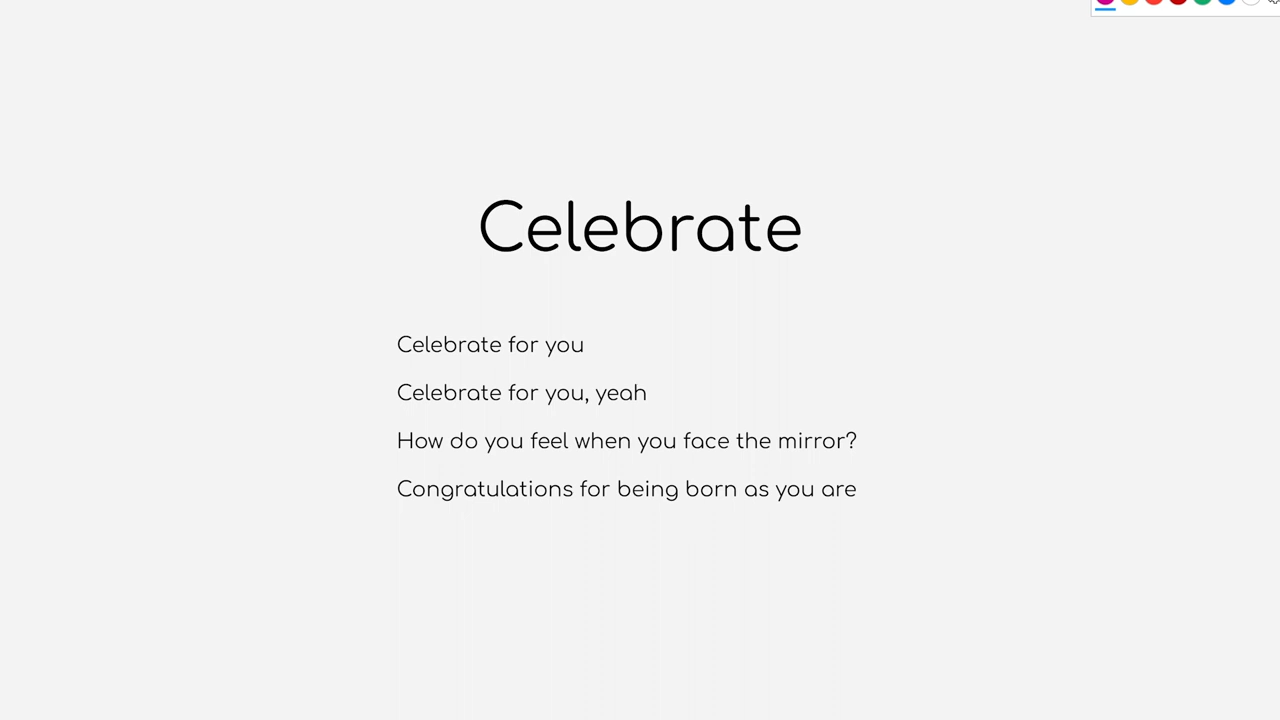 Celebrate
Celebrate for you
Celebrate for you, yeah
How do you feel when you face the mirror?
Congratulations for being born as you are